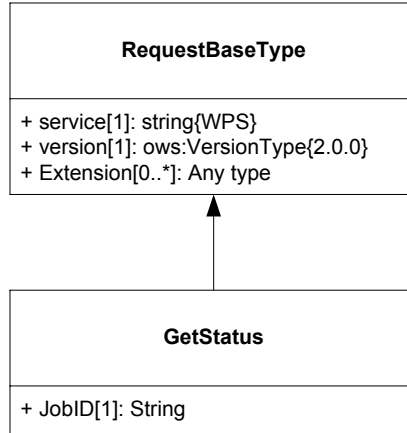 RequestBaseType
+ service[1]: string{WPS}
+ version[1]: ows:VersionType{2.0.0}
+ Extension[0..*]: Any type
GetStatus
+ JobID[1]: String